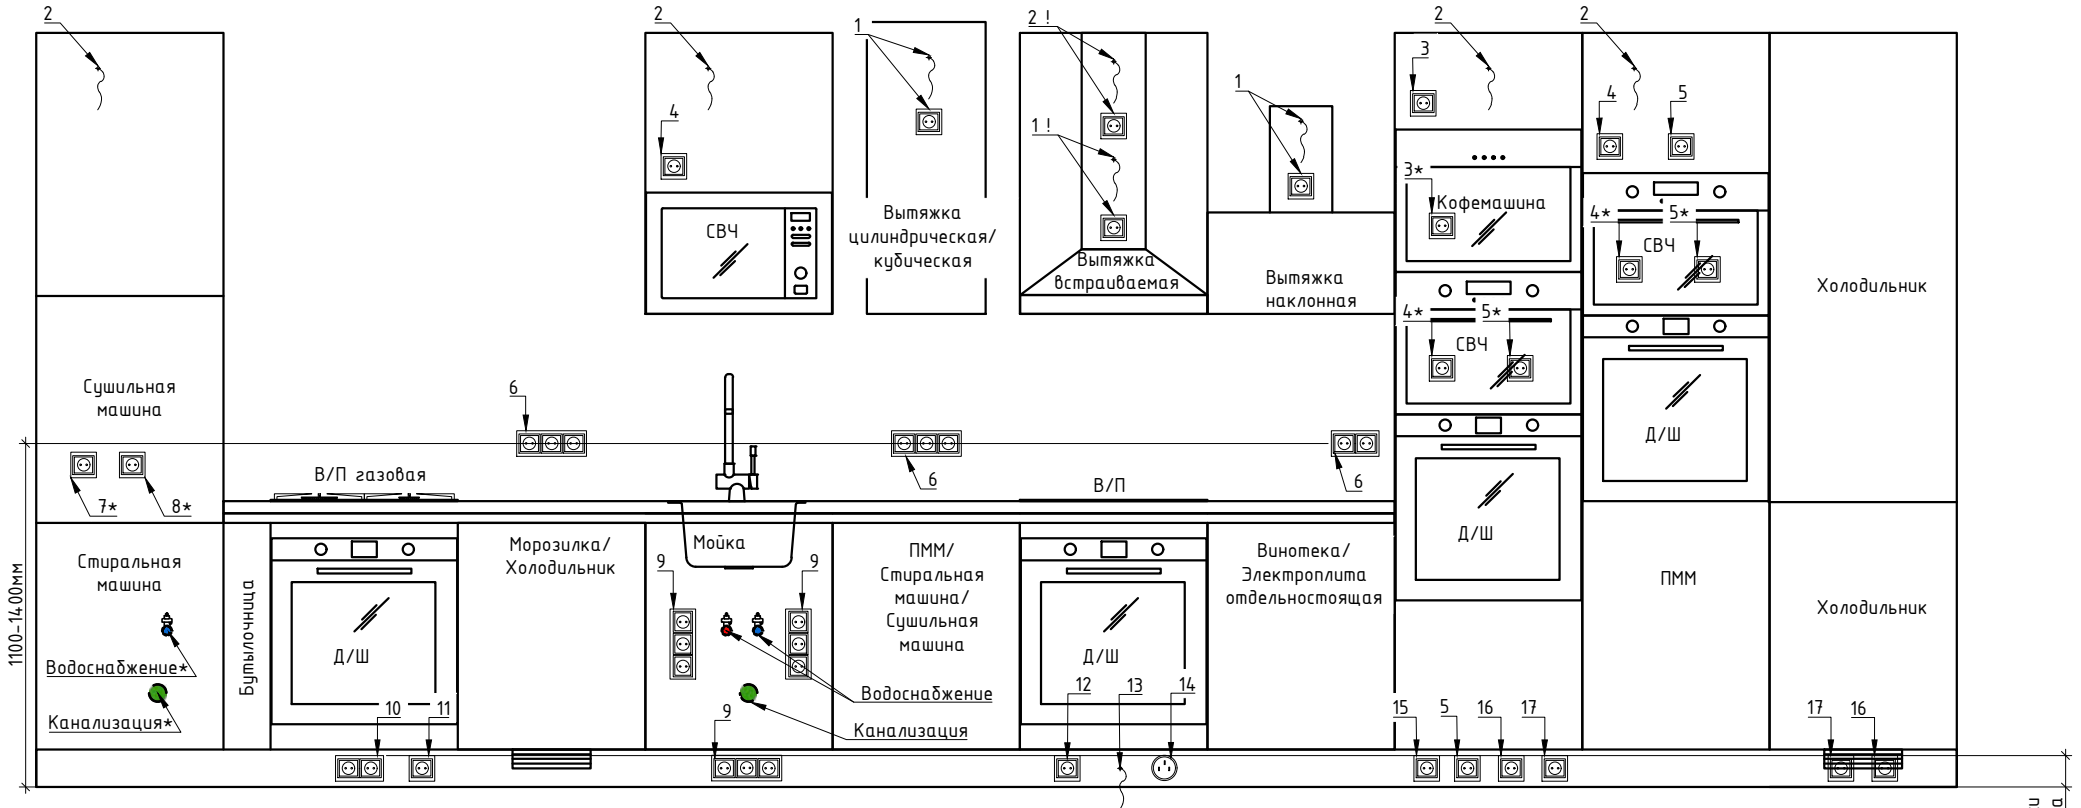 2
2
1
2 !
2
2
3
1
4
5
4
1 !
3*
Кофемашина
Вытяжка
цилиндрическая/
кубическая
СВЧ
4*
5*
СВЧ
Вытяжка
встраиваемая
Вытяжка
наклонная
Холодильник
4*
5*
СВЧ
Сушильная
машина
6
Д/Ш
В/П газовая
6
В/П
6
7*
8*
Д/Ш
Мойка
Стиральная
машина
Морозилка/
Холодильник
9
9
ПММ/
Стиральная
машина/
Сушильная
машина
Винотека/
Электроплита
отдельностоящая
ПММ
Холодильник
1100-1400мм
Бутылочница
Д/Ш
Д/Ш
Водоснабжение*
Канализация*
Водоснабжение
Канализация
10
11
9
12
13
14
15
5
16
17
17
16